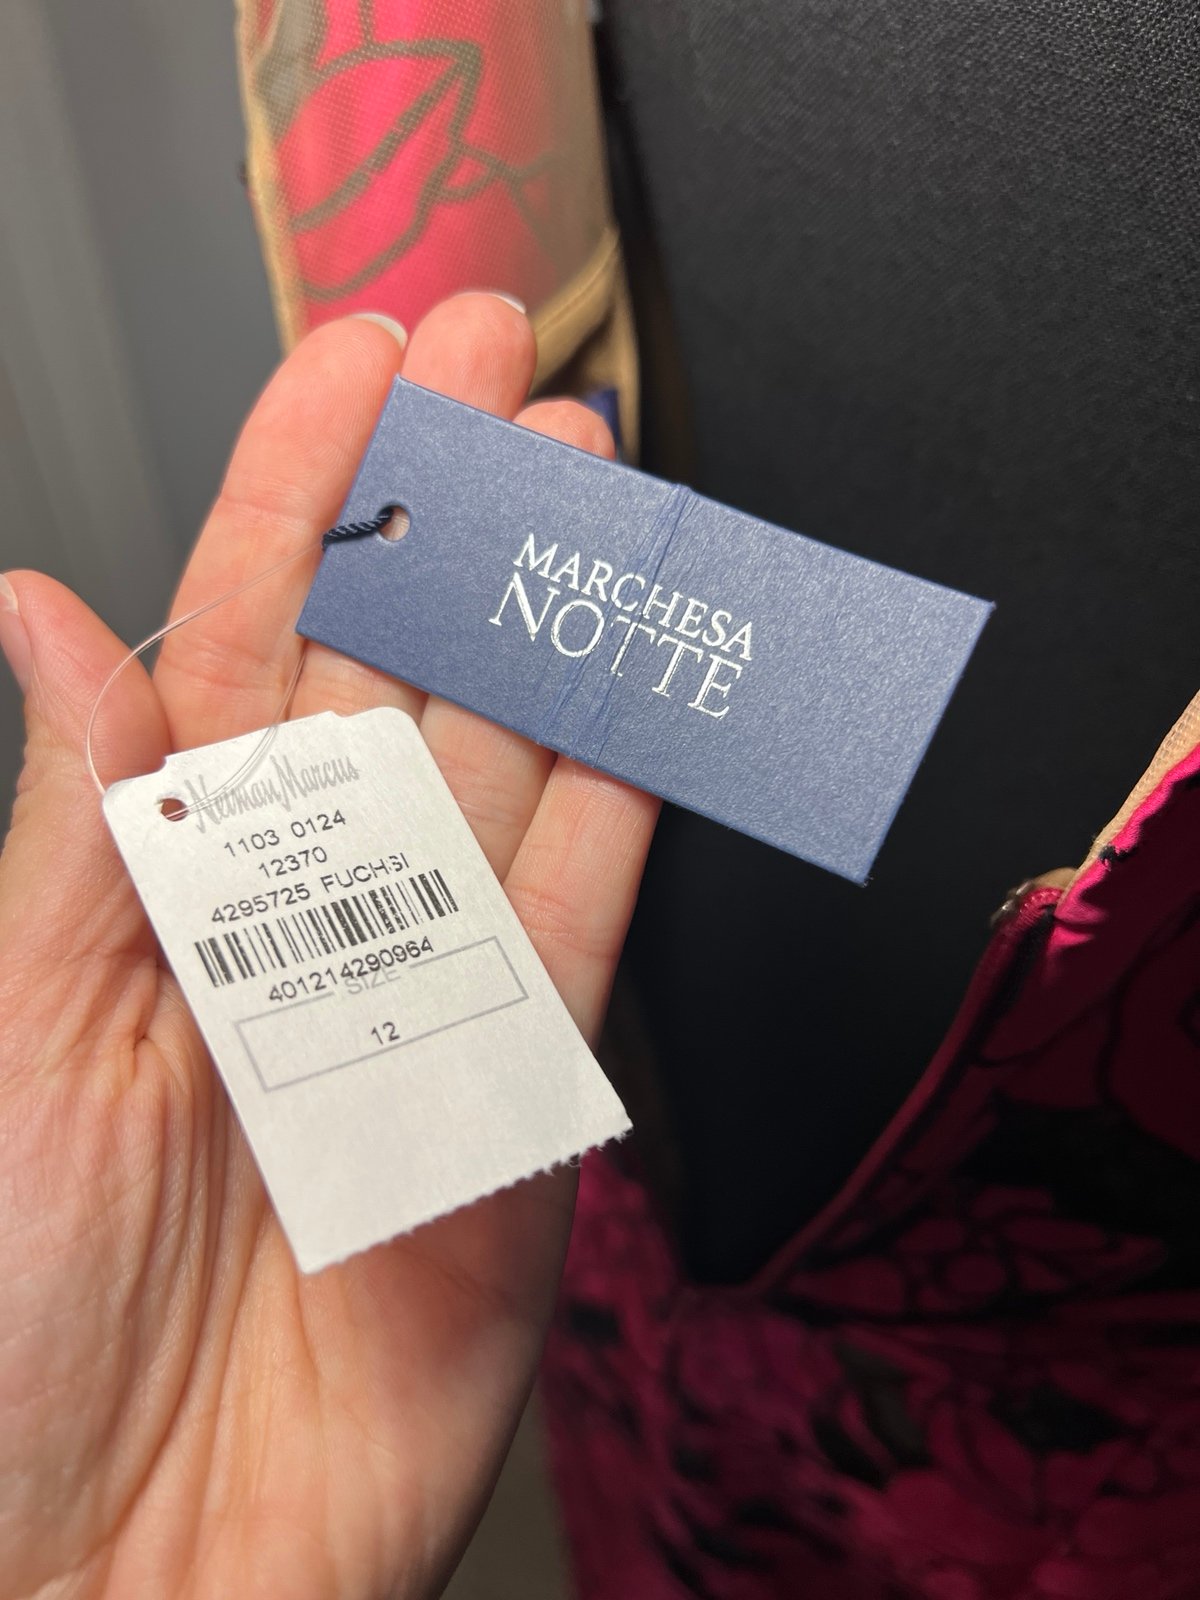 MARCHESA
NOTTE
Neiman Marcus
1103 0124
12370
4295725 FUCHSI
401214290964
SIZE
12